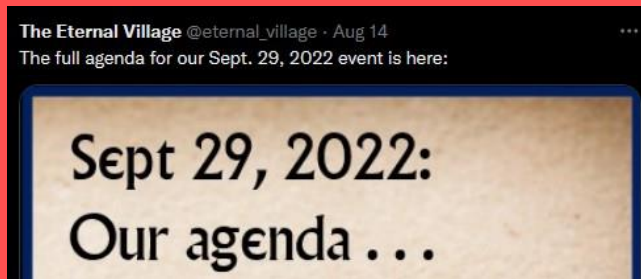 The Eternal Village @eternal_village · Aug 14
The full agenda for our Sept. 29, 2022 event is here:
Sept 29, 2022:
Our agenda . . .